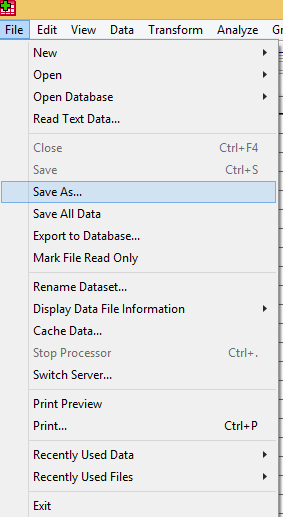 File Edit View Data Transform Analyze
New
Open
Open Database
Read Text Data...
Close Ctrl+F4
Save Ctrl+S
Save As...
Save All Data
Export to Database...
Mark File Read Only
Rename Dataset...
Display Data File Information
Cache Data...
Stop Processor Ctrl+.
Switch Server...
Print Preview
Print... Ctrl+P
Recently Used Data
Recently Used Files
Exit